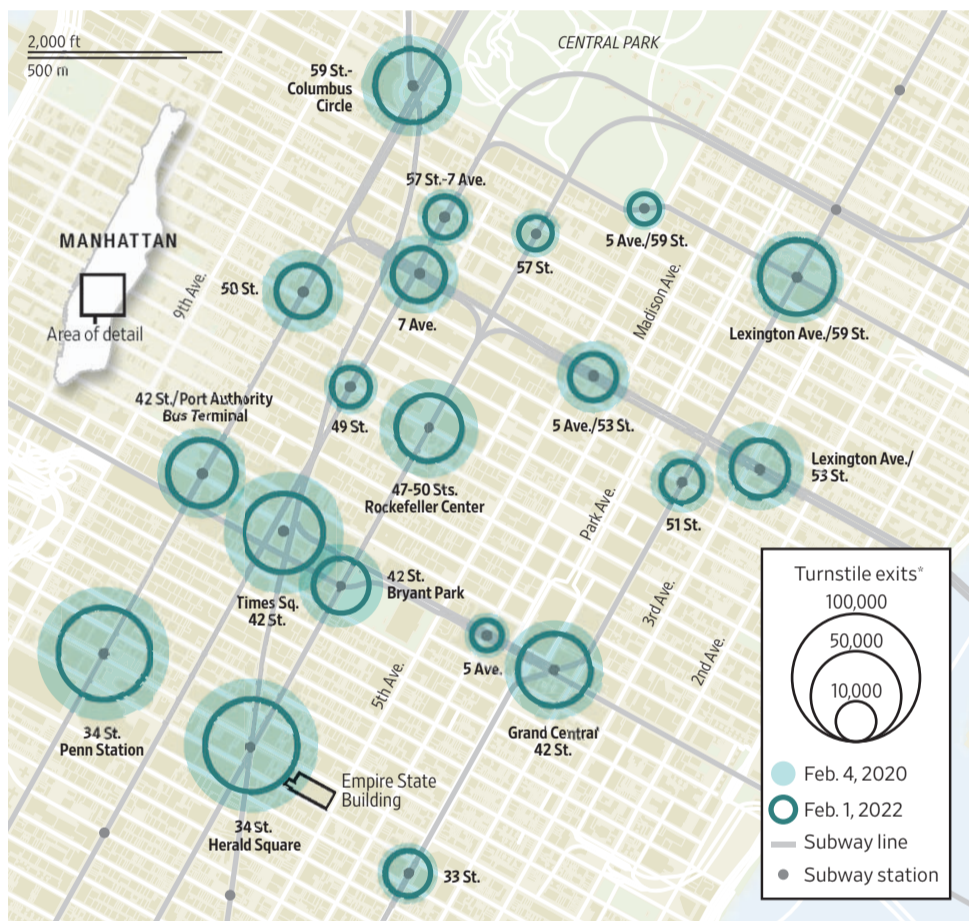 2,000 ft
500 m
CENTRAL PARK
59 St.-
Columbus
Circle
57 St.-7 Ave.
MANHATTAN
5 Ave./59 St.
57 St.
Madison Ave.
50 St.
9th Ave.
7 Ave.
Lexington Ave./59 St.
Area of detail
42 St./Port Authority
Bus Terminal
49 St.
5 Ave./53 St.
Lexington Ave./
53 St.
47-50 Sts.
Rockefeller Center
Park Ave.
51 St.
42 St.
Bryant Park
Times Sq.
42 St.
3rd Ave.
2nd Ave.
5 Ave.
5th Ave.
34 St.
Penn Station
Grand Central
42 St.
Empire State
Building
34 St.
Herald Square
33 St.
Turnstile exits*
100,000
50,000
10,000
Feb. 4, 2020
Feb. 1, 2022
Subway line
Subway station